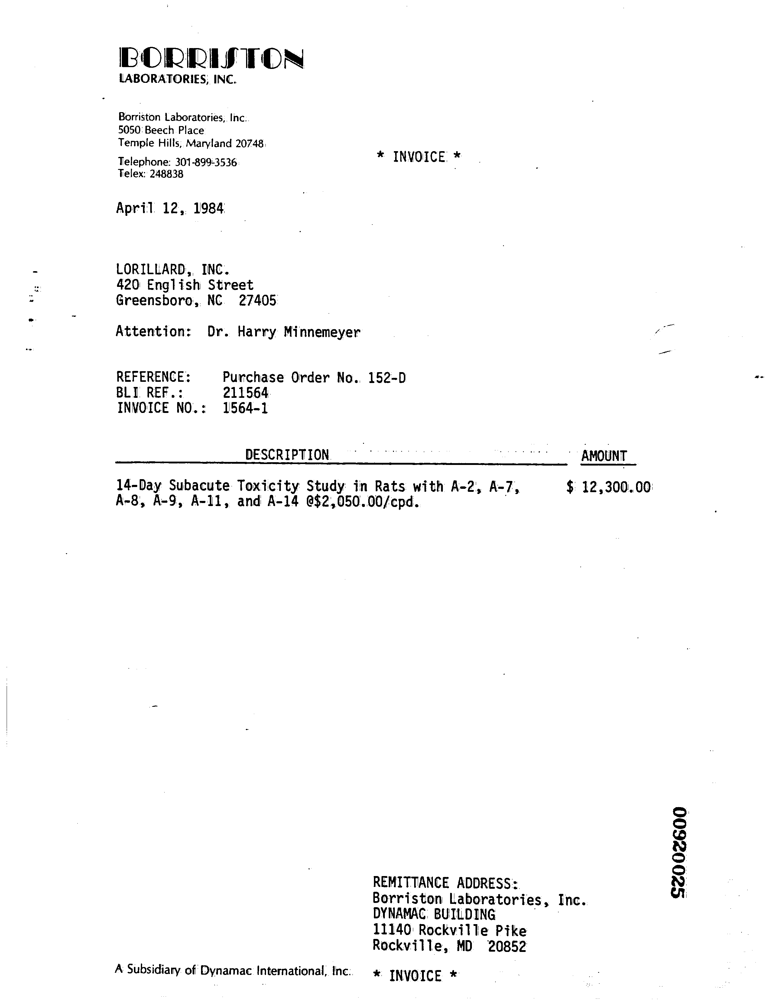 BORRISTON
LABORATORIES, INC.
Borriston Laboratories, Inc.
5050 Beech Place
Temple Hills, Maryland 20748
Telephone: 301-899-3536
Telex: 248838
* INVOICE *
April 12, 1984
LORILLARD, INC.
420 English Street
Greensboro, NC 27405
Attention: Dr. Harry Minnemeyer
REFERENCE: Purchase Order No. 152-D
BLI REF.: 211564
INVOICE NO.: 1564-1
DESCRIPTION AMOUNT
14-Day Subacute Toxicity Study in Rats with A-2, A-7, $ 12,300.00
A-8, A-9, A-11, and A-14 @$2,050.00/cpd.
00920025
REMITTANCE ADDRESS:
Borriston Laboratories, Inc.
DYNAMAC BUILDING
11140 Rockville Pike
Rockville, MD 20852
A Subsidiary of Dynamac International, Inc. * INVOICE *